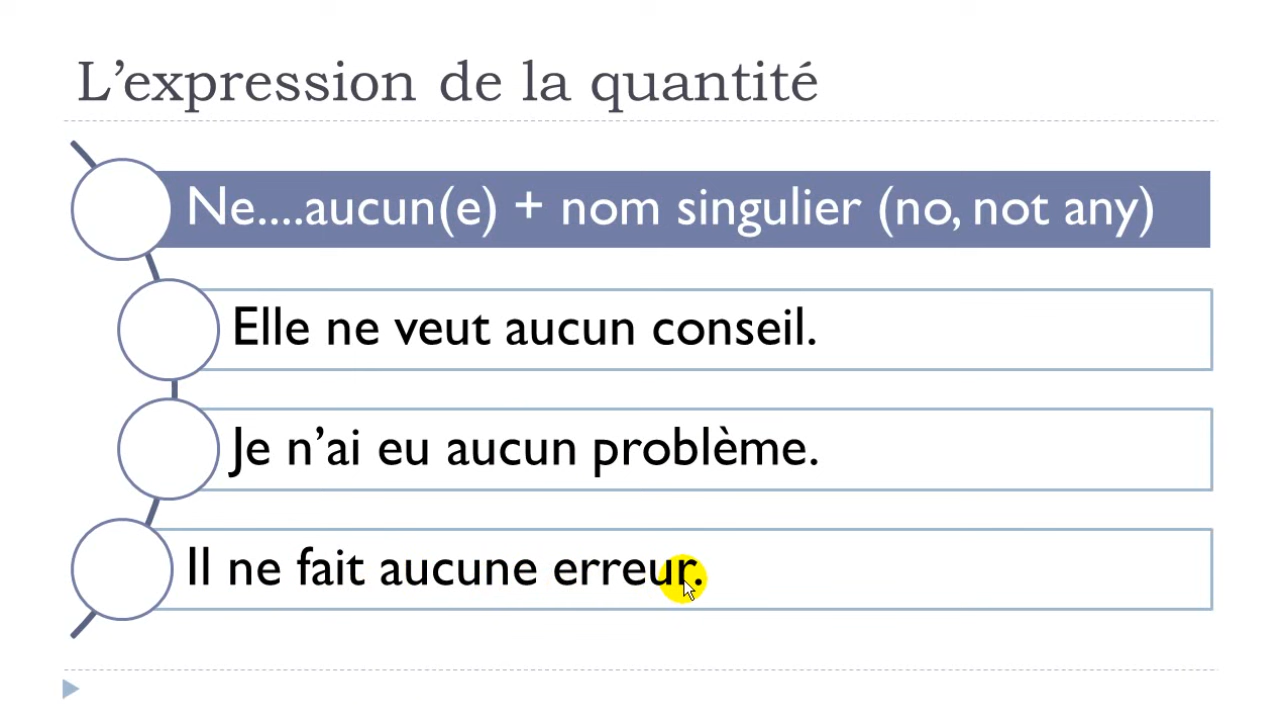 L’expression de la quantité
Ne....aucun(e) + nom singulier (no, not any)
Elle ne veut aucun conseil.
Je n’ai eu aucun problème.
Il ne fait aucune erreur.